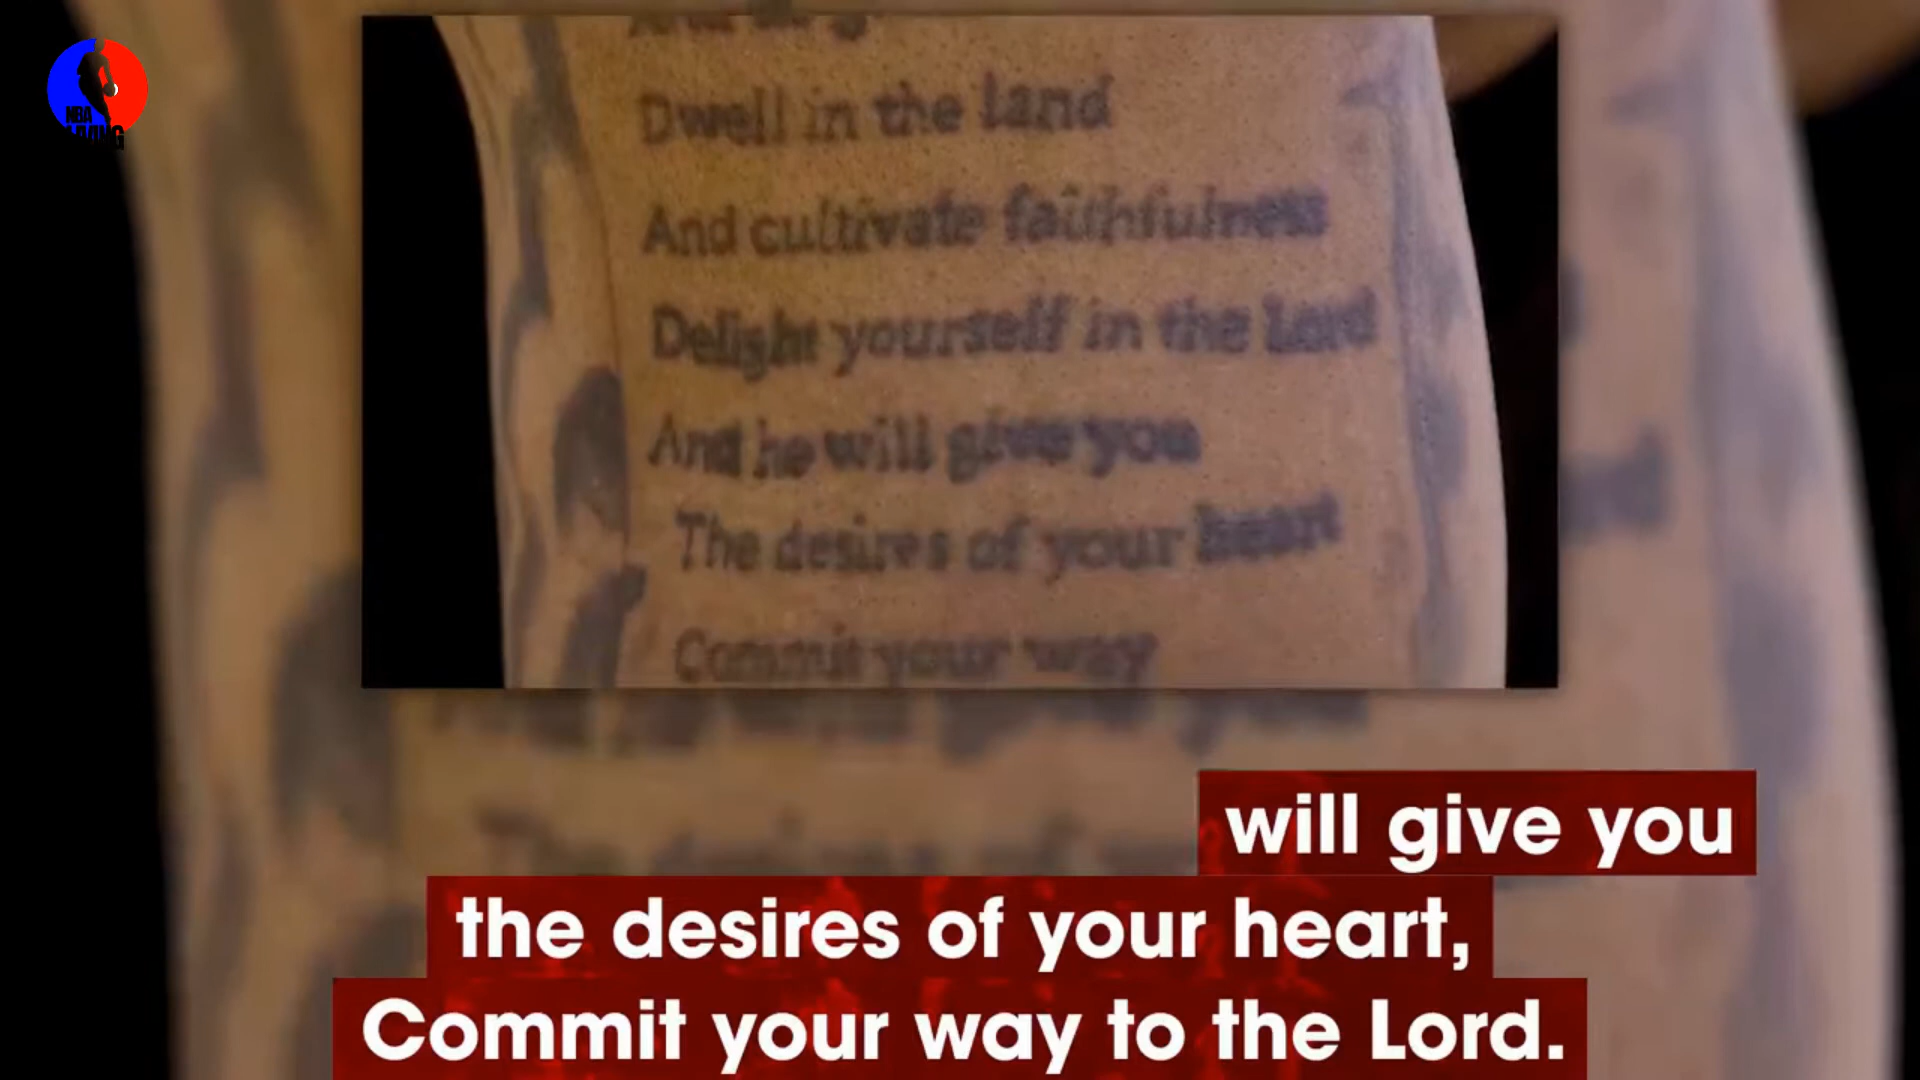 NBA
LIVING
Dwell in the land
And cultivate faithfulness
Delight yourself in the Lord
And he will give you
The desires of your heart
Commit your way
will give you
the desires of your heart,
Commit your way to the Lord.